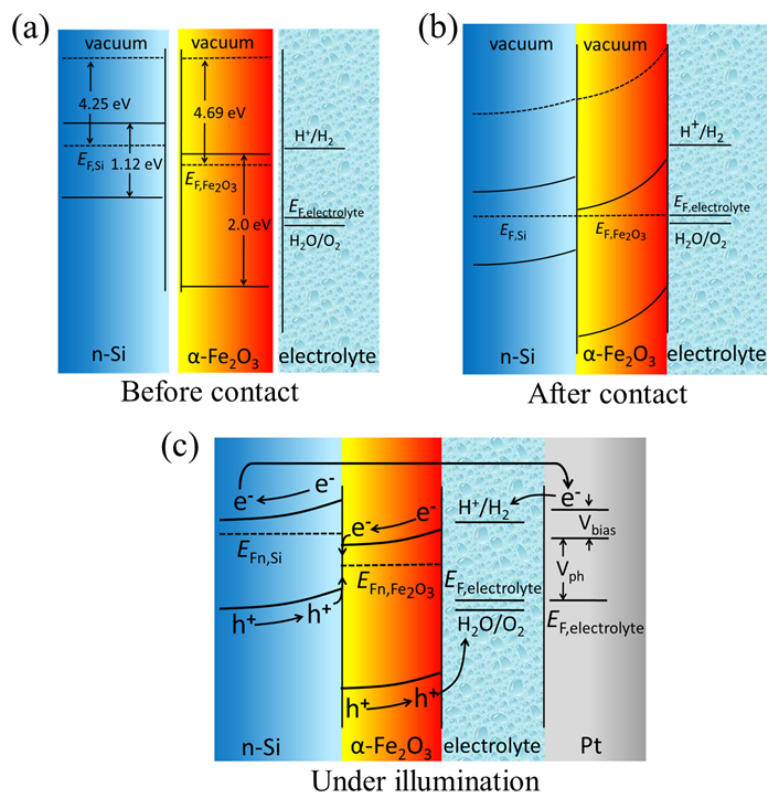 (a)
vacuum vacuum
4.25 eV 4.69 eV
H⁺/H₂
E_F,Si 1.12 eV E_F,Fe₂O₃
E_F,electrolyte
2.0 eV
H₂O/O₂
n-Si α-Fe₂O₃ electrolyte
Before contact
(b)
vacuum vacuum
H⁺/H₂
E_F,electrolyte
E_F,Si E_F,Fe₂O₃ H₂O/O₂
n-Si α-Fe₂O₃ electrolyte
After contact
(c)
e⁻ e⁻ e⁻ e⁻ H⁺/H₂ e⁻
V_bias
E_Fn,Si
V_ph
E_Fn,Fe₂O₃ E_F,electrolyte
h⁺ h⁺ H₂O/O₂ E_F,electrolyte
h⁺ h⁺
n-Si α-Fe₂O₃ electrolyte Pt
Under illumination